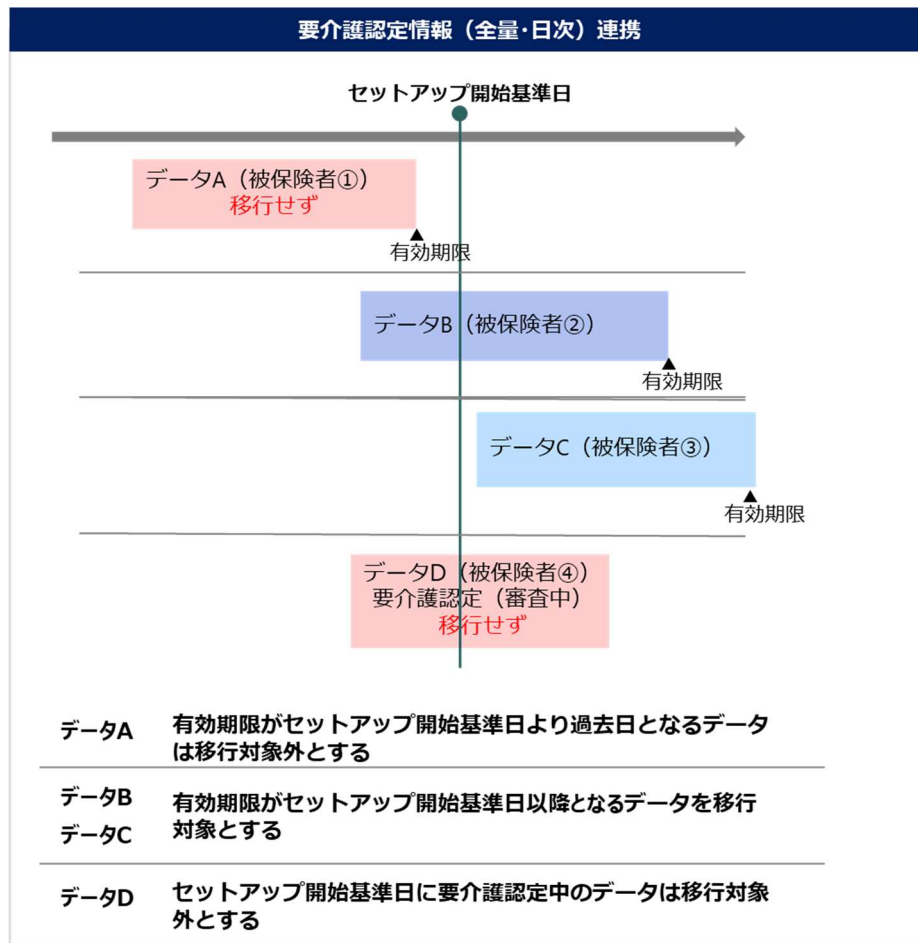 要介護認定情報（全量･日次）連携
セットアップ開始基準日
データA（被保険者①）
移行せず
▲
有効期限
データB（被保険者②）
▲
有効期限
データC（被保険者③）
▲
有効期限
データD（被保険者④）
要介護認定（審査中）
移行せず
データA
有効期限がセットアップ開始基準日より過去日となるデータ
は移行対象外とする
データB
データC
有効期限がセットアップ開始基準日以降となるデータを移行
対象とする
データD
セットアップ開始基準日に要介護認定中のデータは移行対象
外とする